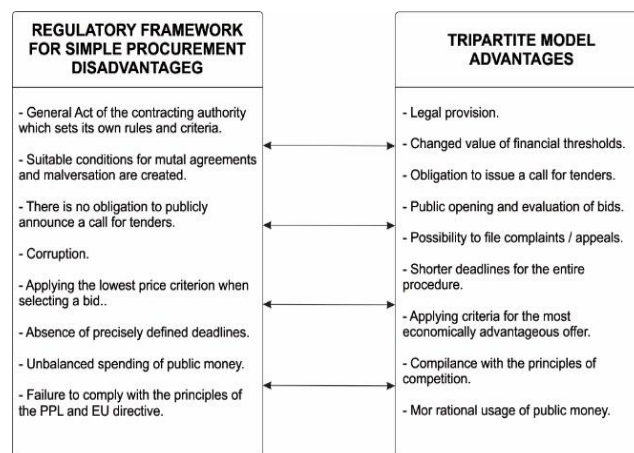 REGULATORY FRAMEWORK
FOR SIMPLE PROCUREMENT
DISADVANTAGEG
- General Act of the contracting authority
which sets its own rules and criteria.
- Suitable conditions for mutal agreements
and malversation are created.
- There is no obligation to publicly
announce a call for tenders.
- Corruption.
- Applying the lowest price criterion when
selecting a bid..
- Absence of precisely defined deadlines.
- Unbalanced spending of public money.
- Failure to comply with the principles of
the PPL and EU directive.
TRIPARTITE MODEL
ADVANTAGES
- Legal provision.
- Changed value of financial thresholds.
- Obligation to issue a call for tenders.
- Public opening and evaluation of bids.
- Possibility to file complaints / appeals.
- Shorter deadlines for the entire
procedure.
- Applying criteria for the most
economically advantageous offer.
- Compilance with the principles of
competition.
- Mor rational usage of public money.